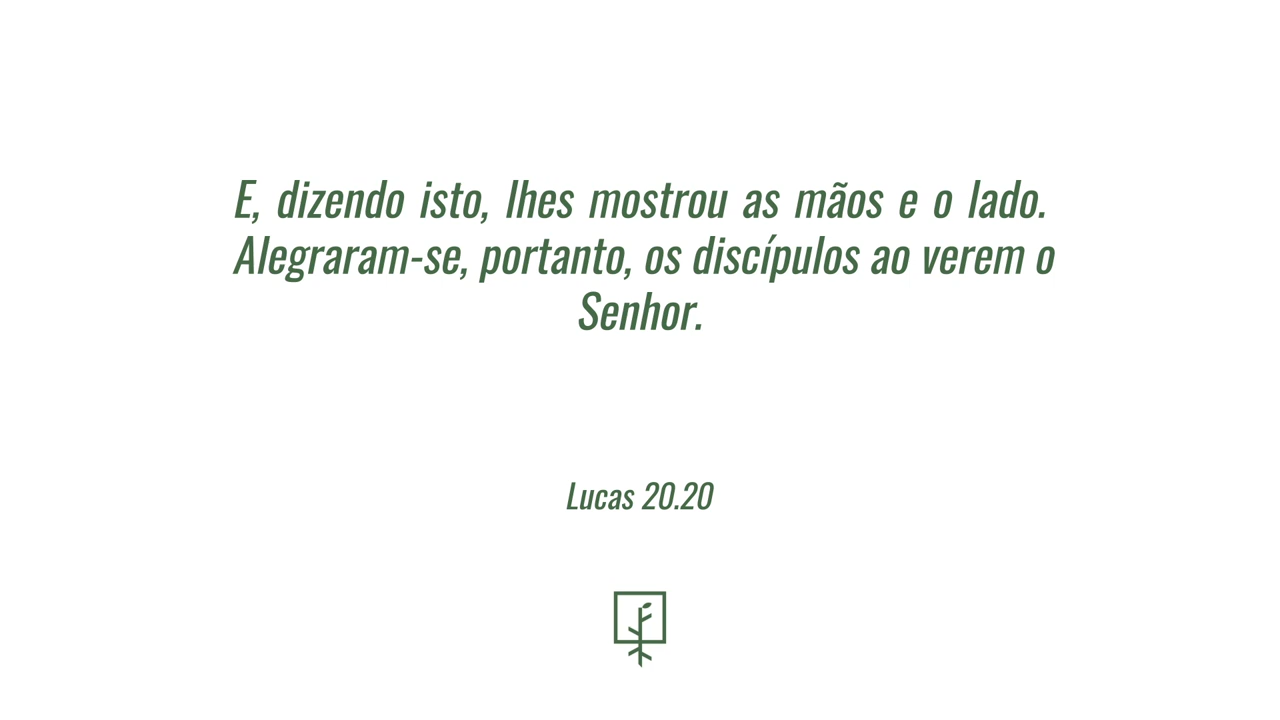 E, dizendo isto, lhes mostrou as mãos e o lado.
Alegraram-se, portanto, os discípulos ao verem o
Senhor.
Lucas 20.20